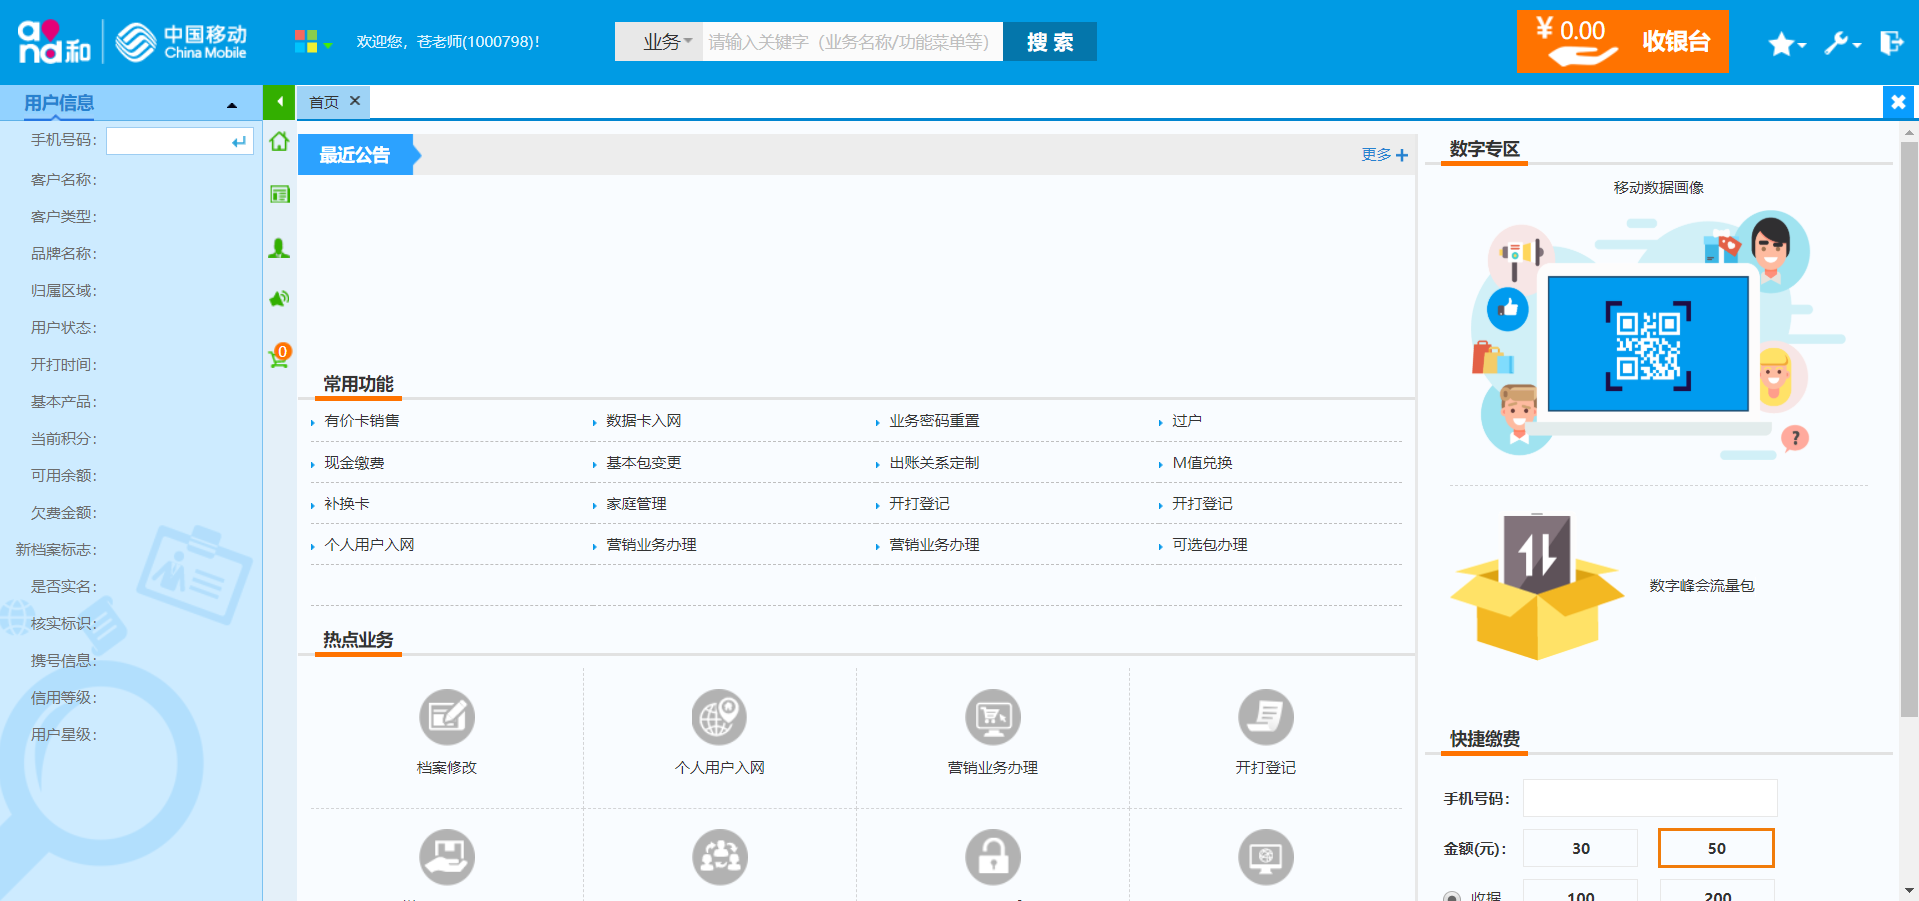 and和 中国移动 China Mobile
欢迎您，苍老师(1000798)！
业务 请输入关键字（业务名称/功能菜单等） 搜 索
¥ 0.00 收银台
用户信息
首页
手机号码：
客户名称：
客户类型：
品牌名称：
归属区域：
用户状态：
开打时间：
基本产品：
当前积分：
可用余额：
欠费金额：
新档案标志：
是否实名：
核实标识：
携号信息：
信用等级：
用户星级：
0
最近公告 更多
常用功能
有价卡销售 数据卡入网 业务密码重置 过户
现金缴费 基本包变更 出账关系定制 M值兑换
补换卡 家庭管理 开打登记 开打登记
个人用户入网 营销业务办理 营销业务办理 可选包办理
热点业务
档案修改 个人用户入网 营销业务办理 开打登记
数字专区
移动数据画像
?
数字峰会流量包
快捷缴费
手机号码：
金额(元)： 30 50
收据 100 200